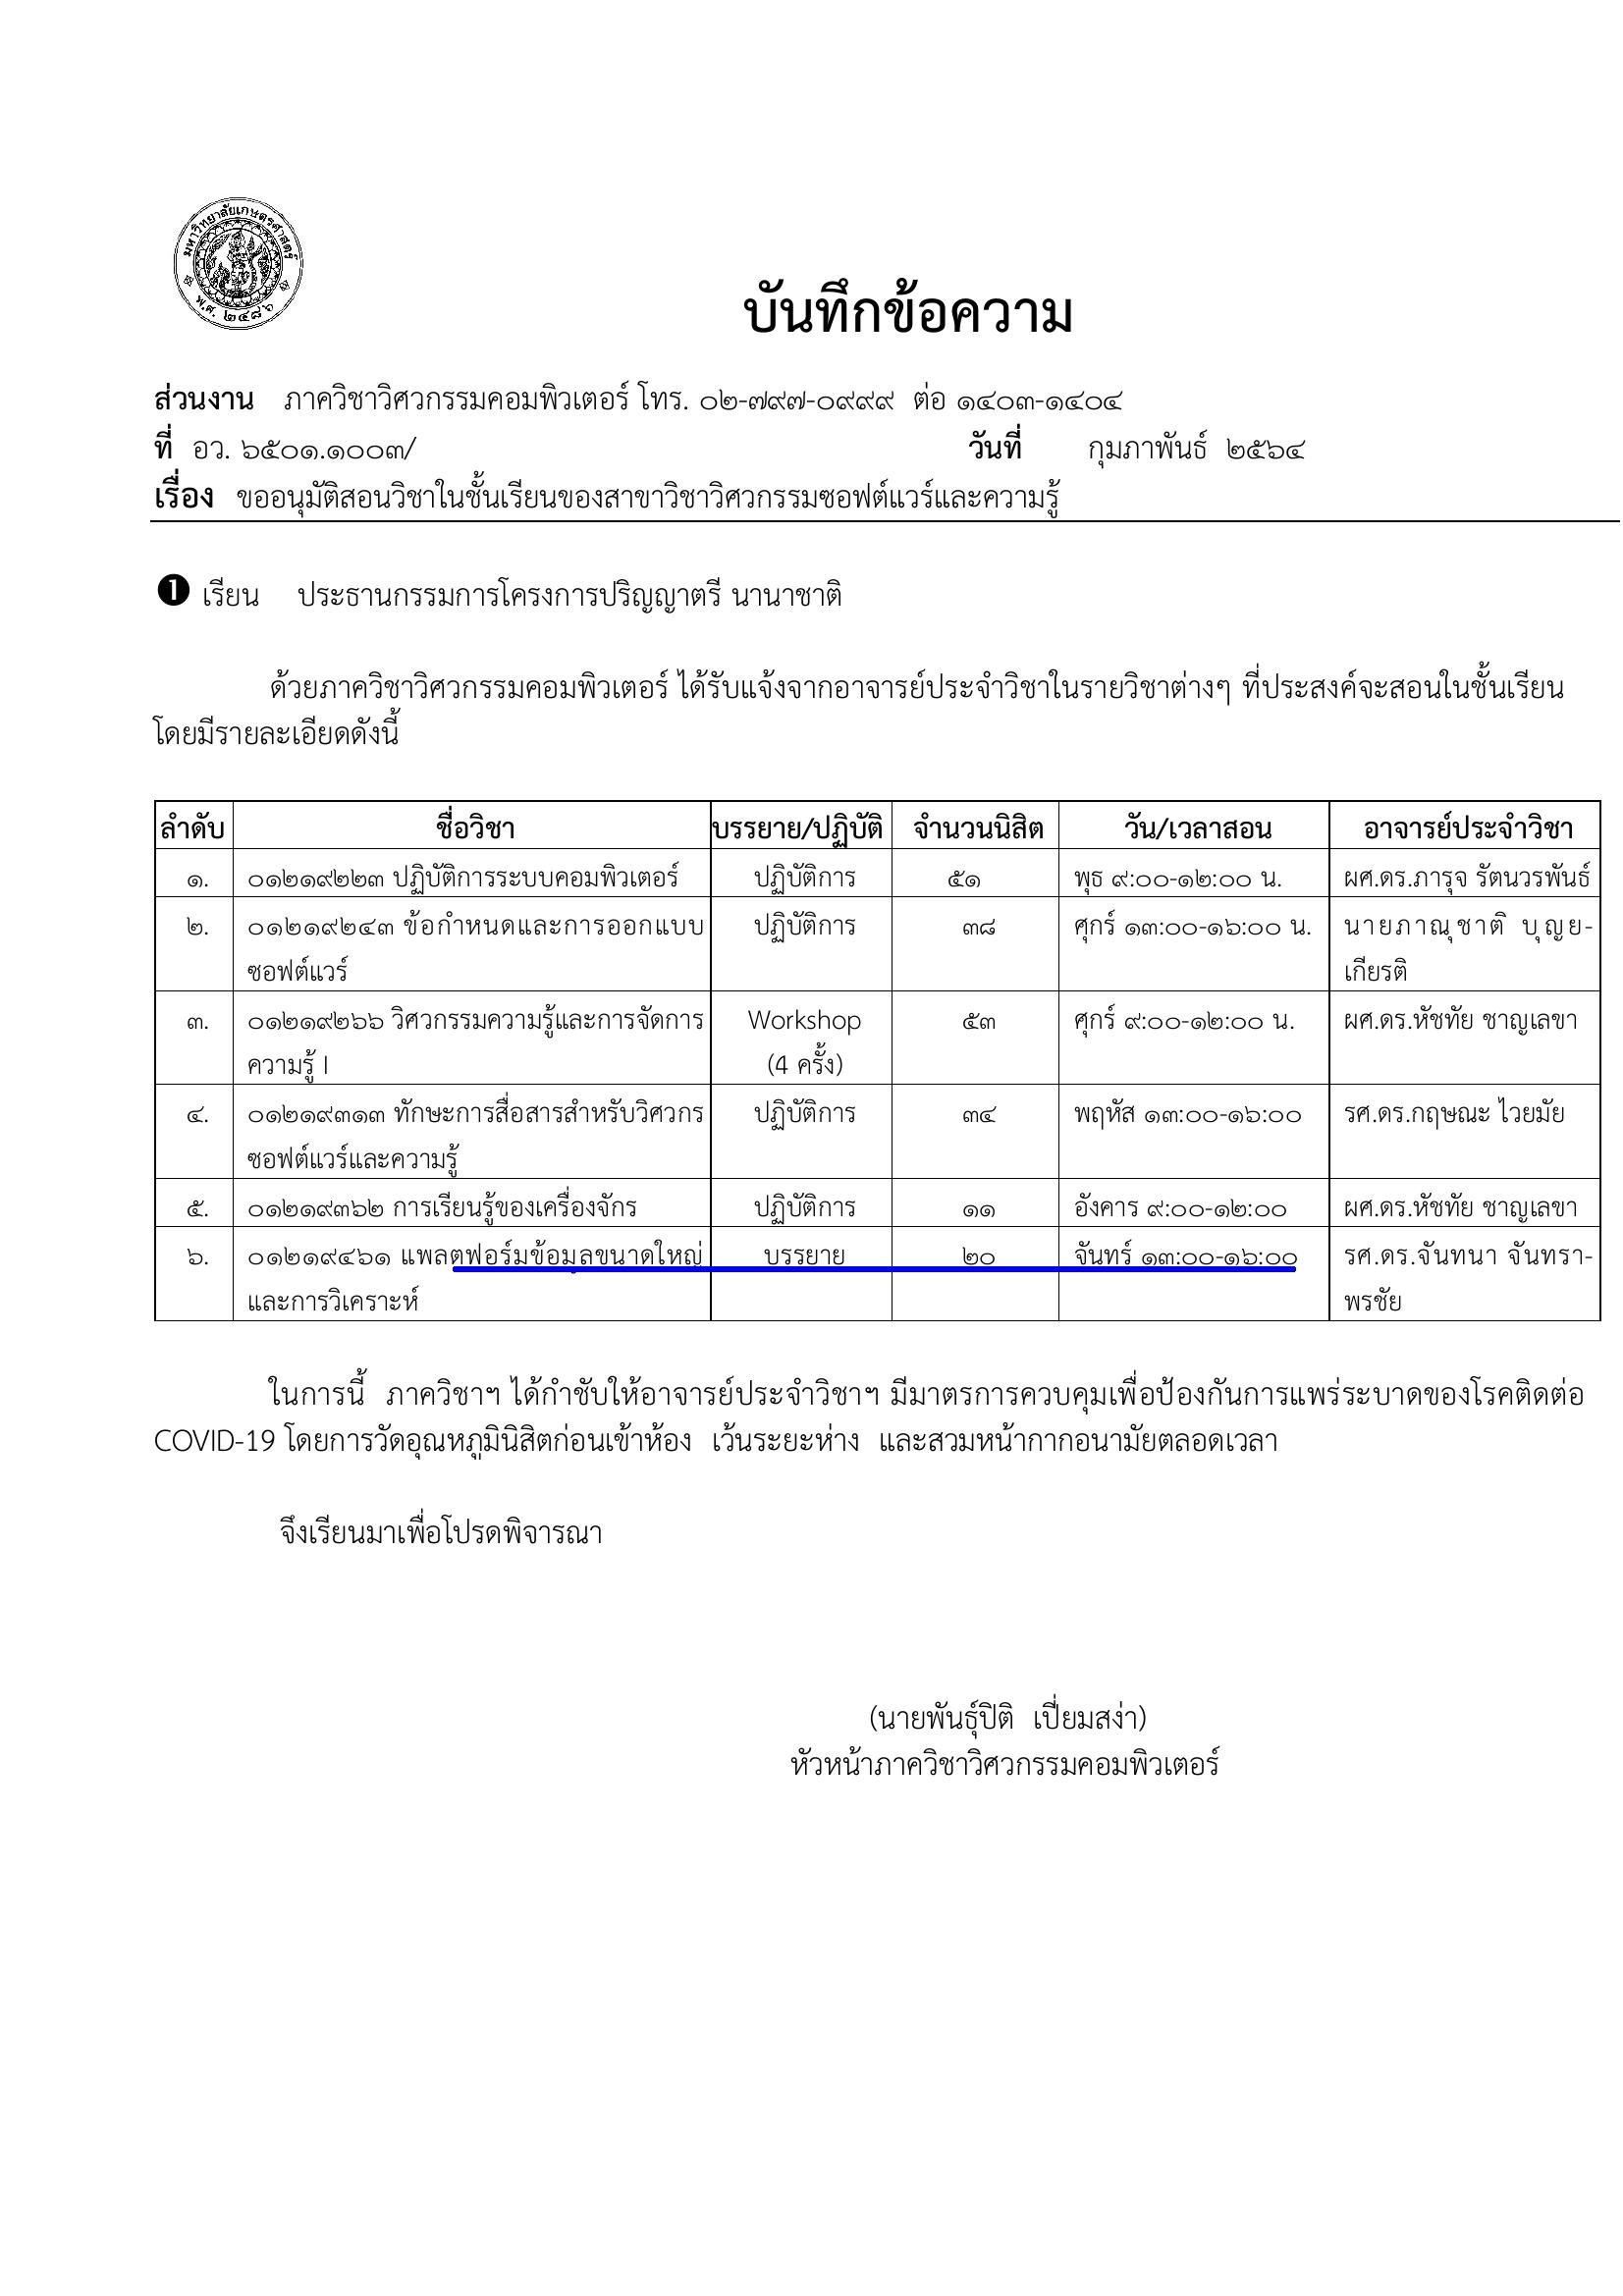 มหาวิทยาลัยเกษตรศาสตร์
พ.ศ. ๒๔๘๖
บันทึกข้อความ
ส่วนงาน ภาควิชาวิศวกรรมคอมพิวเตอร์ โทร. ๐๒-๗๙๗-๐๙๙๙ ต่อ ๑๔๐๓-๑๔๐๔
ที่ อว. ๖๕๐๑.๑๐๐๓/ วันที่ กุมภาพันธ์ ๒๕๖๔
เรื่อง ขออนุมัติสอนวิชาในชั้นเรียนของสาขาวิชาวิศวกรรมซอฟต์แวร์และความรู้
❶ เรียน ประธานกรรมการโครงการปริญญาตรี นานาชาติ
ด้วยภาควิชาวิศวกรรมคอมพิวเตอร์ ได้รับแจ้งจากอาจารย์ประจำวิชาในรายวิชาต่างๆ ที่ประสงค์จะสอนในชั้นเรียน
โดยมีรายละเอียดดังนี้
ลำดับ ชื่อวิชา บรรยาย/ปฏิบัติ จำนวนนิสิต วัน/เวลาสอน อาจารย์ประจำวิชา
๑. ๐๑๒๑๙๒๒๓ ปฏิบัติการระบบคอมพิวเตอร์ ปฏิบัติการ ๕๑ พุธ ๙:๐๐-๑๒:๐๐ น. ผศ.ดร.ภารุจ รัตนวรพันธ์
๒. ๐๑๒๑๙๒๔๓ ข้อกำหนดและการออกแบบ ปฏิบัติการ ๓๘ ศุกร์ ๑๓:๐๐-๑๖:๐๐ น. นายภาณุชาติ บุญย-
ซอฟต์แวร์ เกียรติ
๓. ๐๑๒๑๙๒๖๖ วิศวกรรมความรู้และการจัดการ Workshop ๕๓ ศุกร์ ๙:๐๐-๑๒:๐๐ น. ผศ.ดร.หัชทัย ชาญเลขา
ความรู้ I (4 ครั้ง)
๔. ๐๑๒๑๙๓๑๓ ทักษะการสื่อสารสำหรับวิศวกร ปฏิบัติการ ๓๔ พฤหัส ๑๓:๐๐-๑๖:๐๐ รศ.ดร.กฤษณะ ไวยมัย
ซอฟต์แวร์และความรู้
๕. ๐๑๒๑๙๓๖๒ การเรียนรู้ของเครื่องจักร ปฏิบัติการ ๑๑ อังคาร ๙:๐๐-๑๒:๐๐ ผศ.ดร.หัชทัย ชาญเลขา
๖. ๐๑๒๑๙๔๖๑ แพลตฟอร์มข้อมูลขนาดใหญ่ บรรยาย ๒๐ จันทร์ ๑๓:๐๐-๑๖:๐๐ รศ.ดร.จันทนา จันทรา-
และการวิเคราะห์ พรชัย
ในการนี้ ภาควิชาฯ ได้กำชับให้อาจารย์ประจำวิชาฯ มีมาตรการควบคุมเพื่อป้องกันการแพร่ระบาดของโรคติดต่อ
COVID-19 โดยการวัดอุณหภูมินิสิตก่อนเข้าห้อง เว้นระยะห่าง และสวมหน้ากากอนามัยตลอดเวลา
จึงเรียนมาเพื่อโปรดพิจารณา
(นายพันธุ์ปิติ เปี่ยมสง่า)
หัวหน้าภาควิชาวิศวกรรมคอมพิวเตอร์